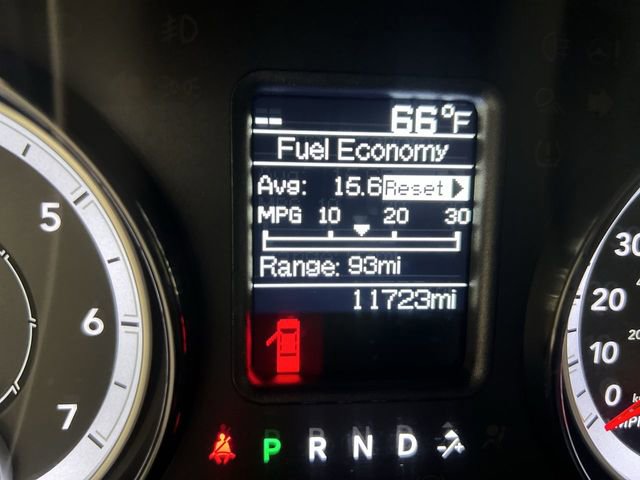 -- 66°F
Fuel Economy
Avg: 15.6 Reset
MPG 10 20 30
Range: 93mi
11723mi
5
6
7
30
20
10
0
20
P R N D